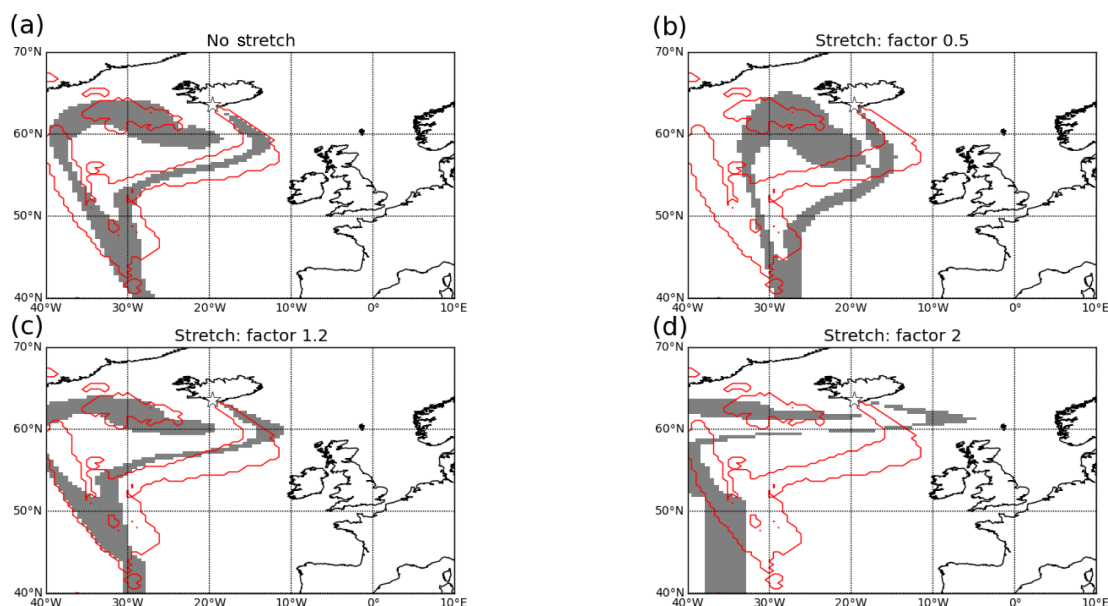 (a)
No stretch
70°N
60°N
50°N
40°N
40°W 30°W 20°W 10°W 0° 10°E
(b)
Stretch: factor 0.5
70°N
60°N
50°N
40°N
40°W 30°W 20°W 10°W 0° 10°E
(c)
Stretch: factor 1.2
70°N
60°N
50°N
40°N
40°W 30°W 20°W 10°W 0° 10°E
(d)
Stretch: factor 2
70°N
60°N
50°N
40°N
40°W 30°W 20°W 10°W 0° 10°E